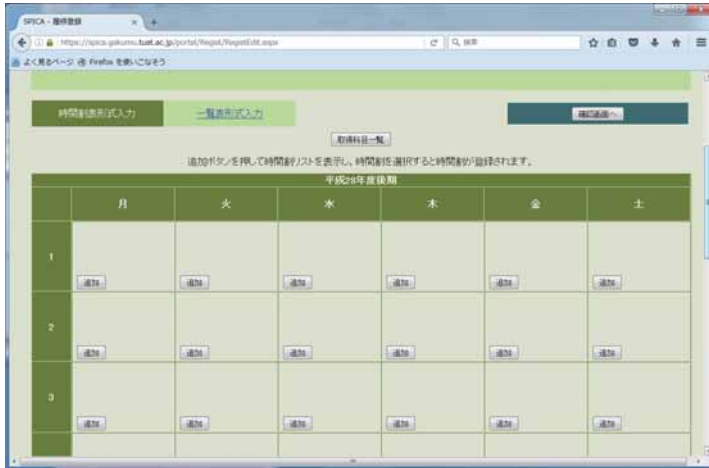 SPICA - 履修登録
https://spica.gakumu.tuat.ac.jp/portal/Regist/RegistEdit.aspx
検索
よく見るページ Firefox を使いこなそう
時間割表形式入力 一覧表形式入力 確認画面へ
取得科目一覧
追加ボタンを押して時間割リストを表示し、時間割を選択すると時間割が登録されます。
平成28年度後期
月 火 水 木 金 土
1
追加 追加 追加 追加 追加 追加
2
追加 追加 追加 追加 追加 追加
3
追加 追加 追加 追加 追加 追加